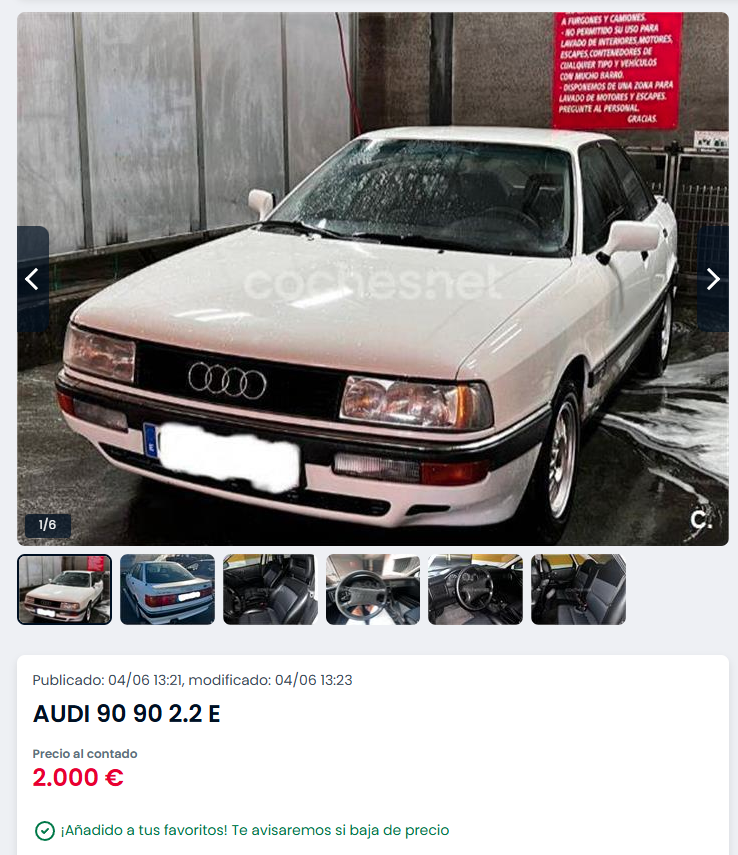 A FURGONES Y CAMIONES.
- NO PERMITIDO SU USO PARA
LAVADO DE INTERIORES,MOTORES,
ESCAPES,CONTENEDORES DE
CUALQUIER TIPO Y VEHÍCULOS
CON MUCHO BARRO.
- DISPONEMOS DE UNA ZONA PARA
LAVADO DE MOTORES Y ESCAPES.
PREGUNTE AL PERSONAL.
GRACIAS.
cochesnet
E
C.
1/6
Publicado: 04/06 13:21, modificado: 04/06 13:23
AUDI 90 90 2.2 E
Precio al contado
2.000 €
¡Añadido a tus favoritos! Te avisaremos si baja de precio